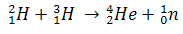 ²₁H + ³₁H → ⁴₂He + ¹₀n